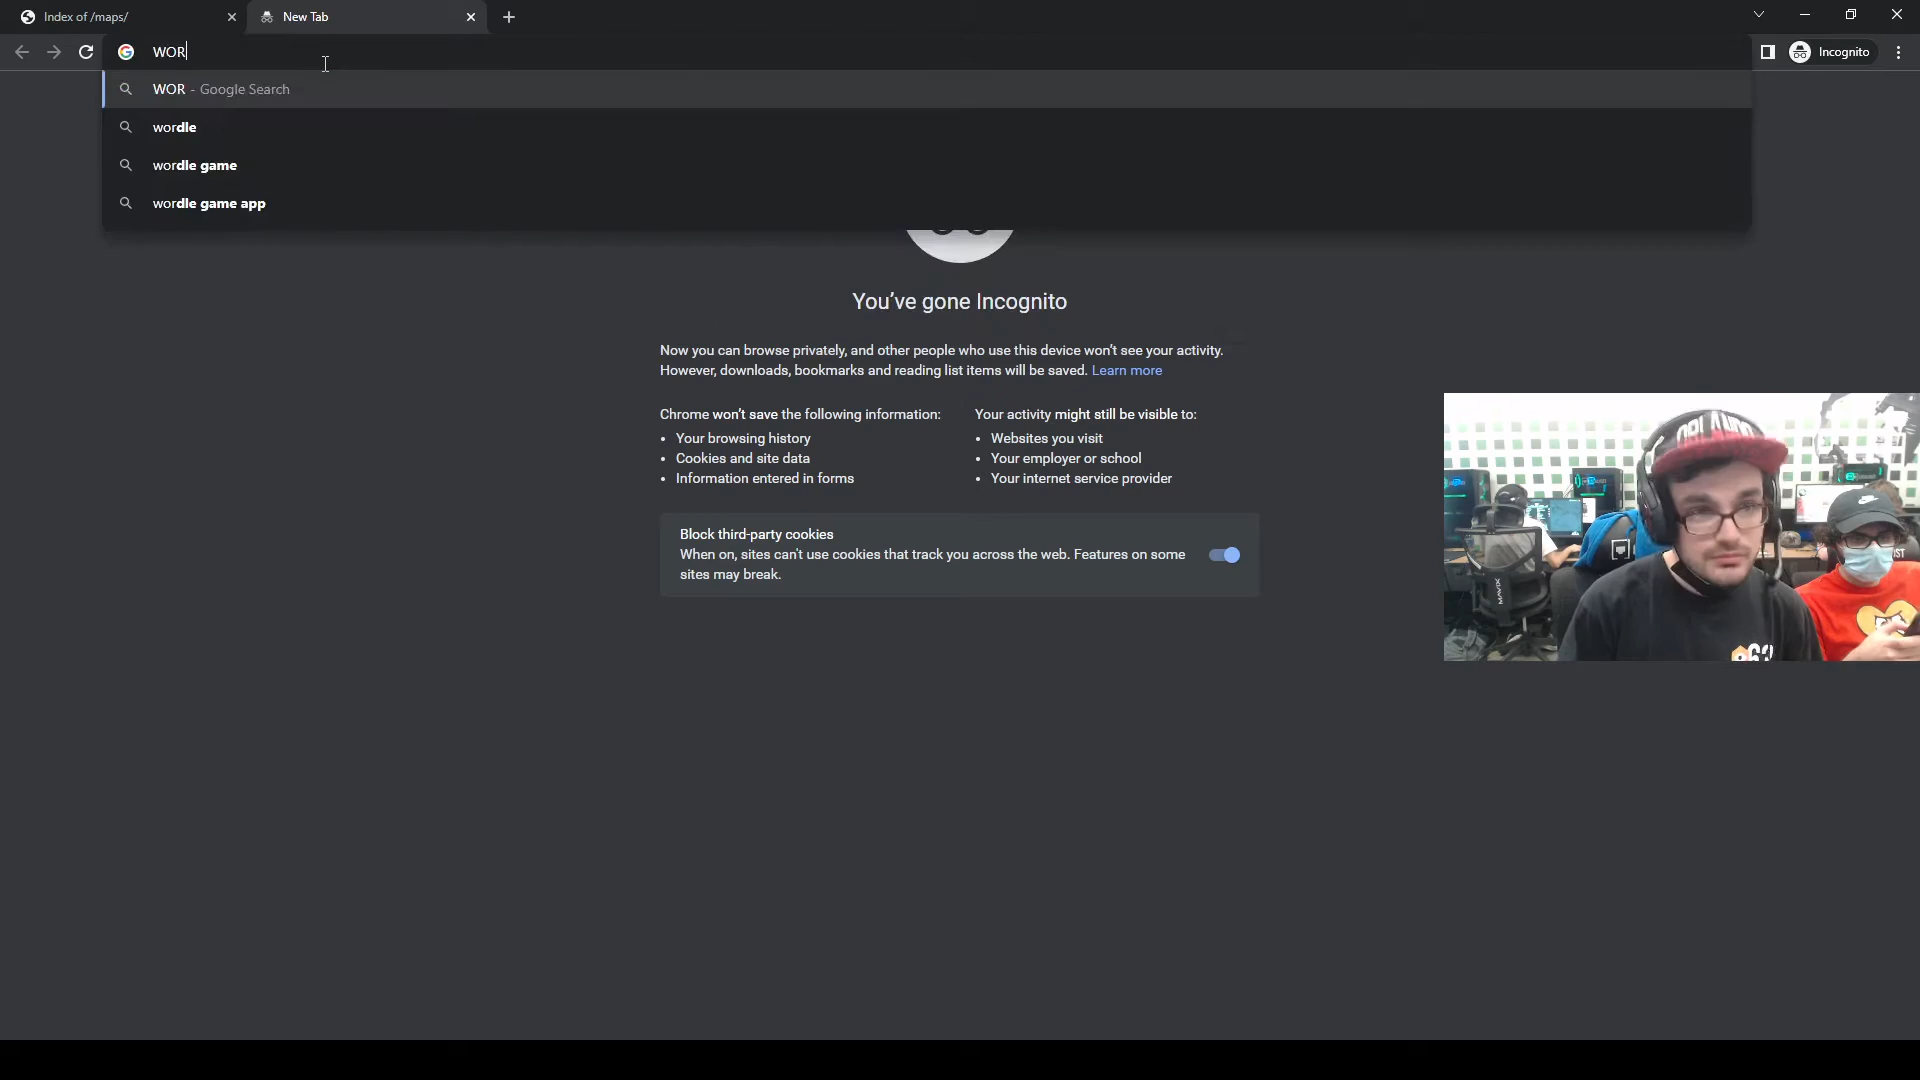 Index of /maps/
New Tab
WOR
Incognito
WOR - Google Search
wordle
wordle game
wordle game app
You've gone Incognito
Now you can browse privately, and other people who use this device won't see your activity.
However, downloads, bookmarks and reading list items will be saved. Learn more
Chrome won't save the following information:
Your browsing history
Cookies and site data
Information entered in forms
Your activity might still be visible to:
Websites you visit
Your employer or school
Your internet service provider
Block third-party cookies
When on, sites can't use cookies that track you across the web. Features on some
sites may break.
ORLANDO
MAVIX